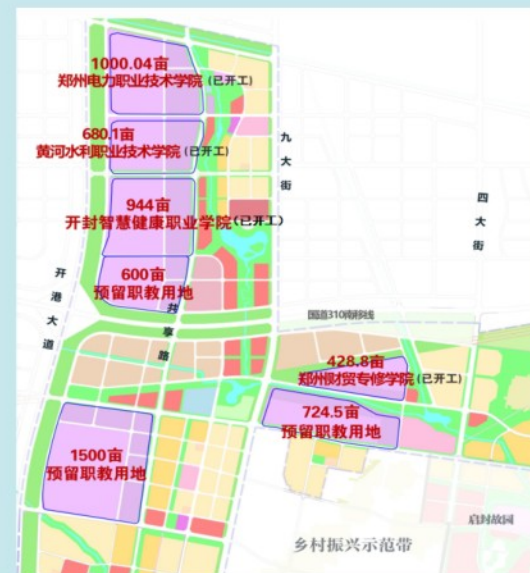 1000.04亩
郑州电力职业技术学院(已开工)
680.1亩
黄河水利职业技术学院(已开工)
九大街
944亩
开封智慧健康职业学院(已开工)
四大街
600亩
预留职教用地
开港大道
共享路
国道310南移线
428.8亩
郑州财贸专修学院(已开工)
724.5亩
预留职教用地
1500亩
预留职教用地
启封故园
乡村振兴示范带